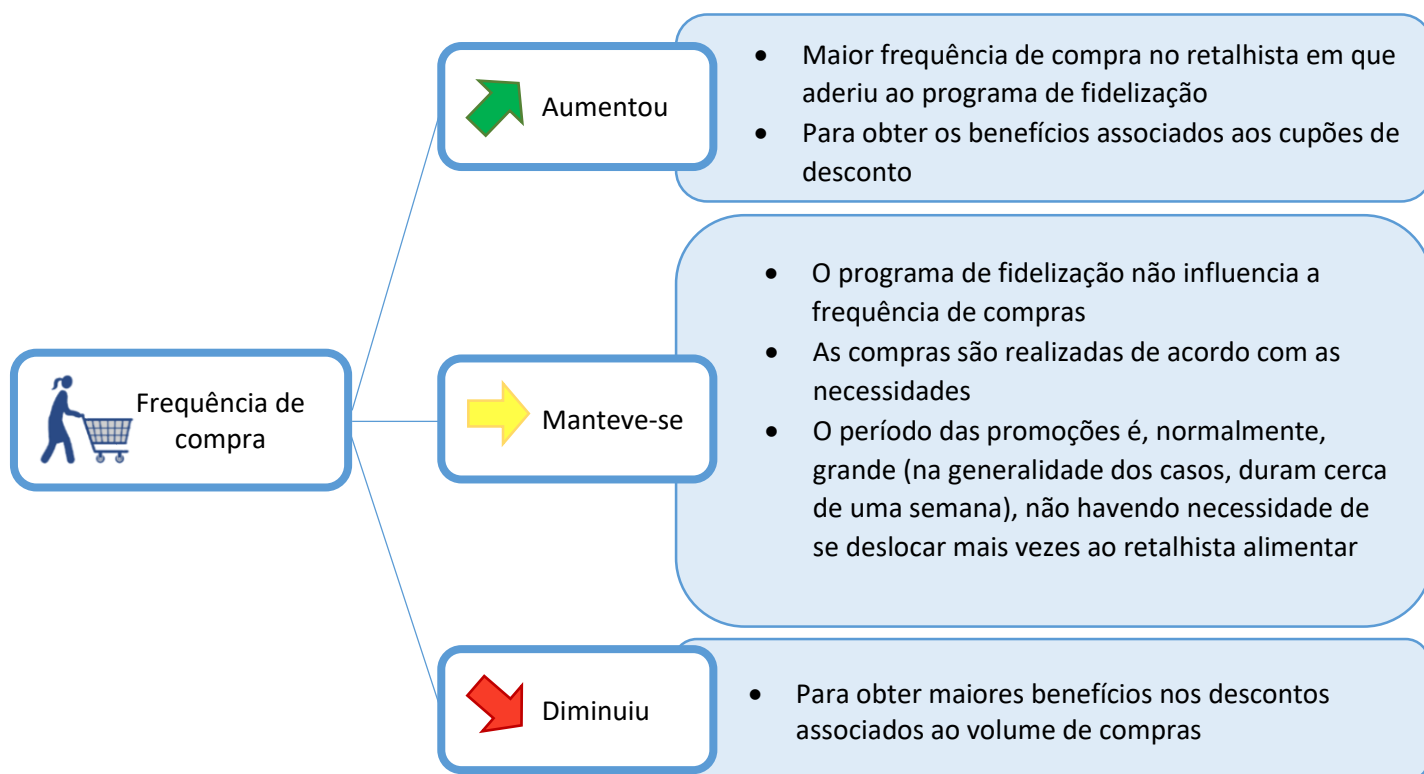 • Maior frequência de compra no retalhista em que
aderiu ao programa de fidelização
• Para obter os benefícios associados aos cupões de
desconto
Aumentou
• O programa de fidelização não influencia a
frequência de compras
• As compras são realizadas de acordo com as
necessidades
• O período das promoções é, normalmente,
grande (na generalidade dos casos, duram cerca
de uma semana), não havendo necessidade de
se deslocar mais vezes ao retalhista alimentar
Manteve-se
Frequência de
compra
• Para obter maiores benefícios nos descontos
associados ao volume de compras
Diminuiu